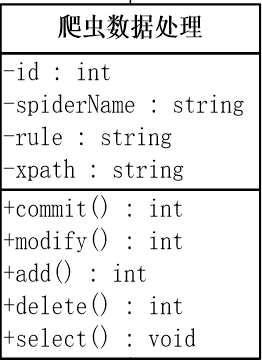 爬虫数据处理
-id : int
-spiderName : string
-rule : string
-xpath : string
+commit() : int
+modify() : int
+add() : int
+delete() : int
+select() : void